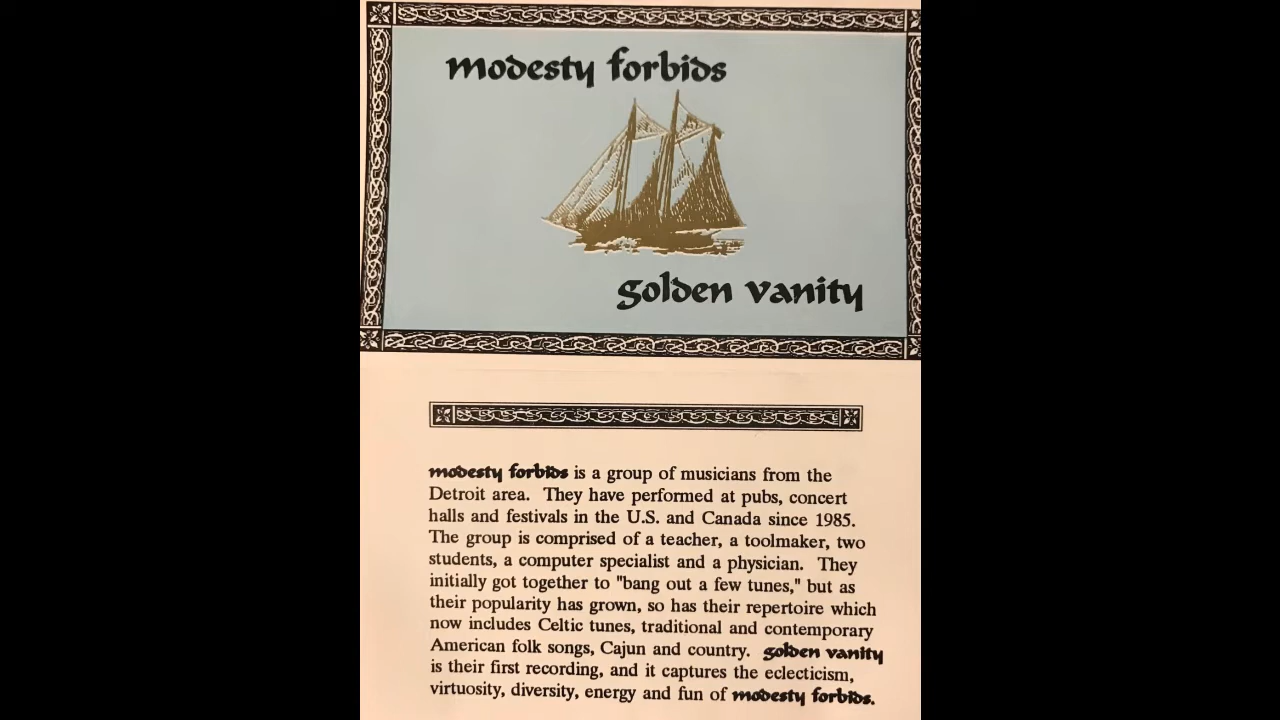 modesty forbids
golden vanity
modesty forbids is a group of musicians from the
Detroit area. They have performed at pubs, concert
halls and festivals in the U.S. and Canada since 1985.
The group is comprised of a teacher, a toolmaker, two
students, a computer specialist and a physician. They
initially got together to "bang out a few tunes," but as
their popularity has grown, so has their repertoire which
now includes Celtic tunes, traditional and contemporary
American folk songs, Cajun and country. golden vanity
is their first recording, and it captures the eclecticism,
virtuosity, diversity, energy and fun of modesty forbids.